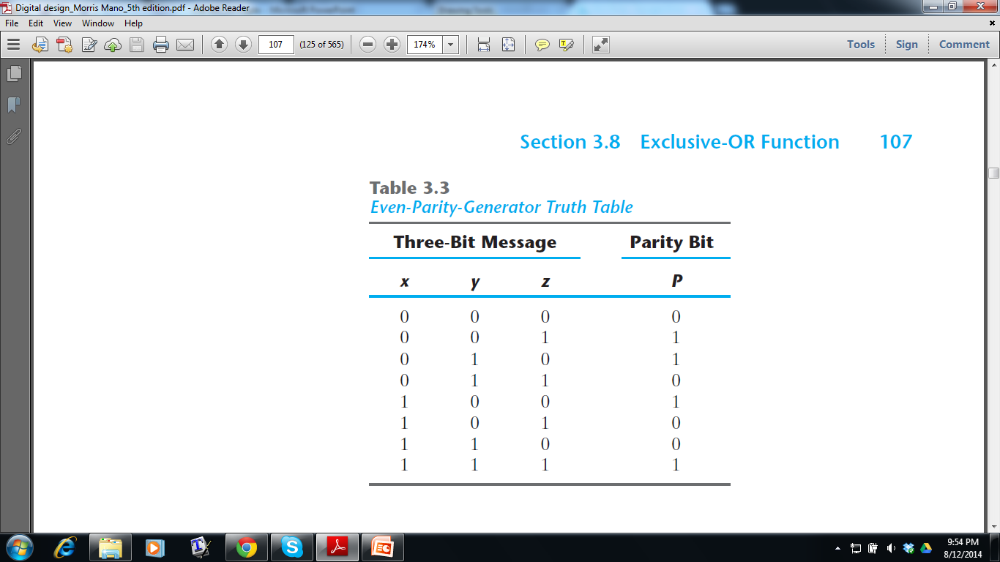 Digital design_Morris Mano_5th edition.pdf - Adobe Reader
File Edit View Window Help
107 (125 of 565) 174% Tools Sign Comment
Section 3.8 Exclusive-OR Function 107
Table 3.3
Even-Parity-Generator Truth Table
Three-Bit Message Parity Bit
x y z P
0 0 0 0
0 0 1 1
0 1 0 1
0 1 1 0
1 0 0 1
1 0 1 0
1 1 0 0
1 1 1 1
9:54 PM
8/12/2014